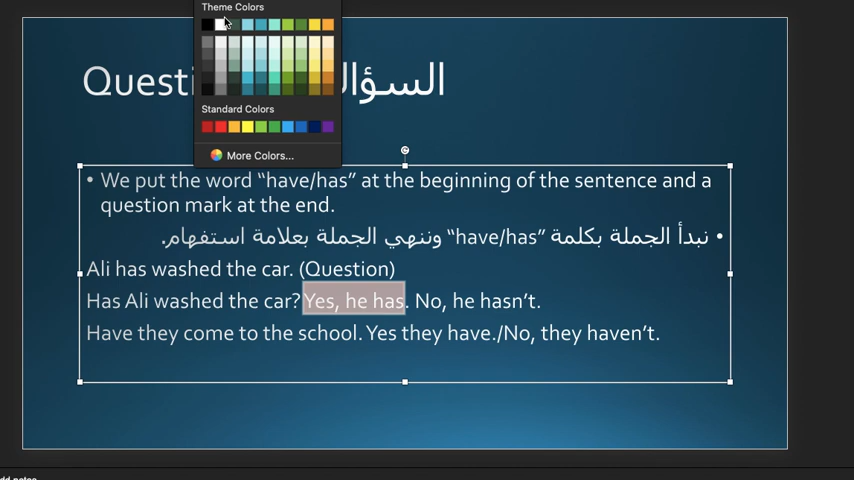 Theme Colors
Standard Colors
More Colors...
Questi السؤال
• We put the word “have/has” at the beginning of the sentence and a
question mark at the end.
• نبدأ الجملة بكلمة “have/has” وننهي الجملة بعلامة استفهام.
Ali has washed the car. (Question)
Has Ali washed the car? Yes, he has. No, he hasn’t.
Have they come to the school. Yes they have./No, they haven’t.
dd notes